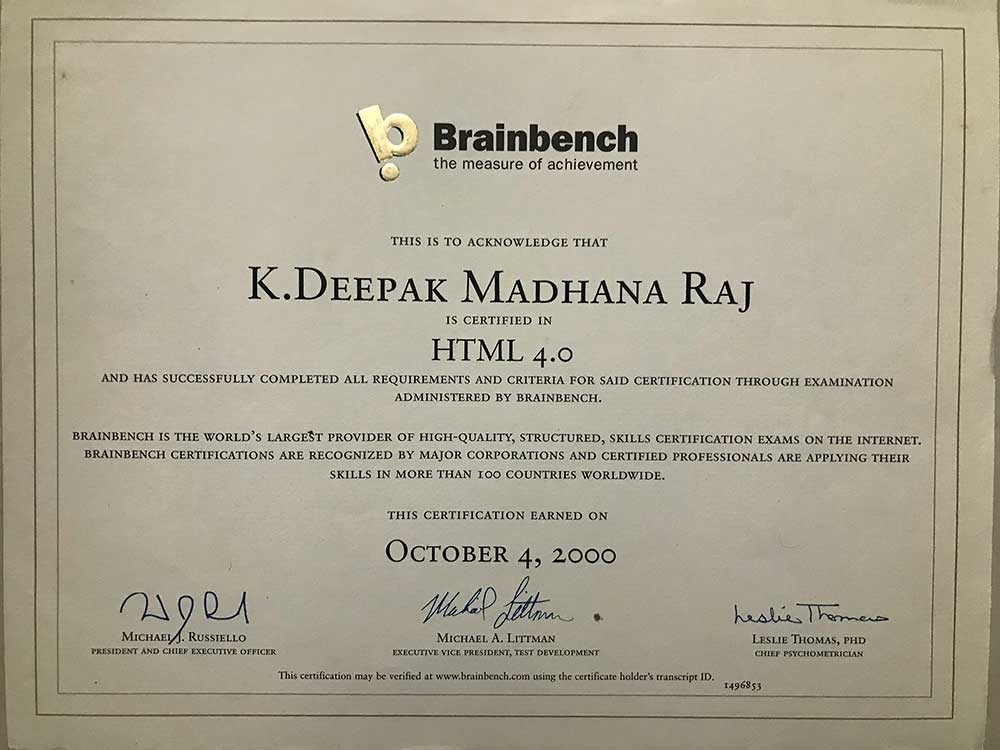 Brainbench
the measure of achievement
THIS IS TO ACKNOWLEDGE THAT
K.DEEPAK MADHANA RAJ
IS CERTIFIED IN
HTML 4.0
AND HAS SUCCESSFULLY COMPLETED ALL REQUIREMENTS AND CRITERIA FOR SAID CERTIFICATION THROUGH EXAMINATION
ADMINISTERED BY BRAINBENCH.
BRAINBENCH IS THE WORLD'S LARGEST PROVIDER OF HIGH-QUALITY, STRUCTURED, SKILLS CERTIFICATION EXAMS ON THE INTERNET.
BRAINBENCH CERTIFICATIONS ARE RECOGNIZED BY MAJOR CORPORATIONS AND CERTIFIED PROFESSIONALS ARE APPLYING THEIR
SKILLS IN MORE THAN 100 COUNTRIES WORLDWIDE.
THIS CERTIFICATION EARNED ON
OCTOBER 4, 2000
Michael Littman
Leslie Thomas
MICHAEL J. RUSSIELLO
PRESIDENT AND CHIEF EXECUTIVE OFFICER
MICHAEL A. LITTMAN
EXECUTIVE VICE PRESIDENT, TEST DEVELOPMENT
LESLIE THOMAS, PHD
CHIEF PSYCHOMETRICIAN
This certification may be verified at www.brainbench.com using the certificate holder's transcript ID.
1496853